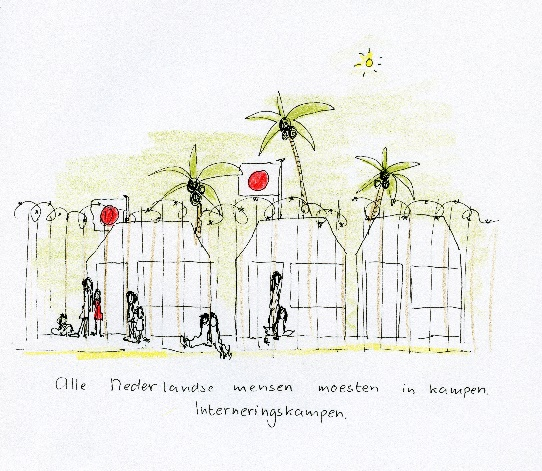 Alle Nederlandse mensen moesten in kampen.
Interneringskampen.